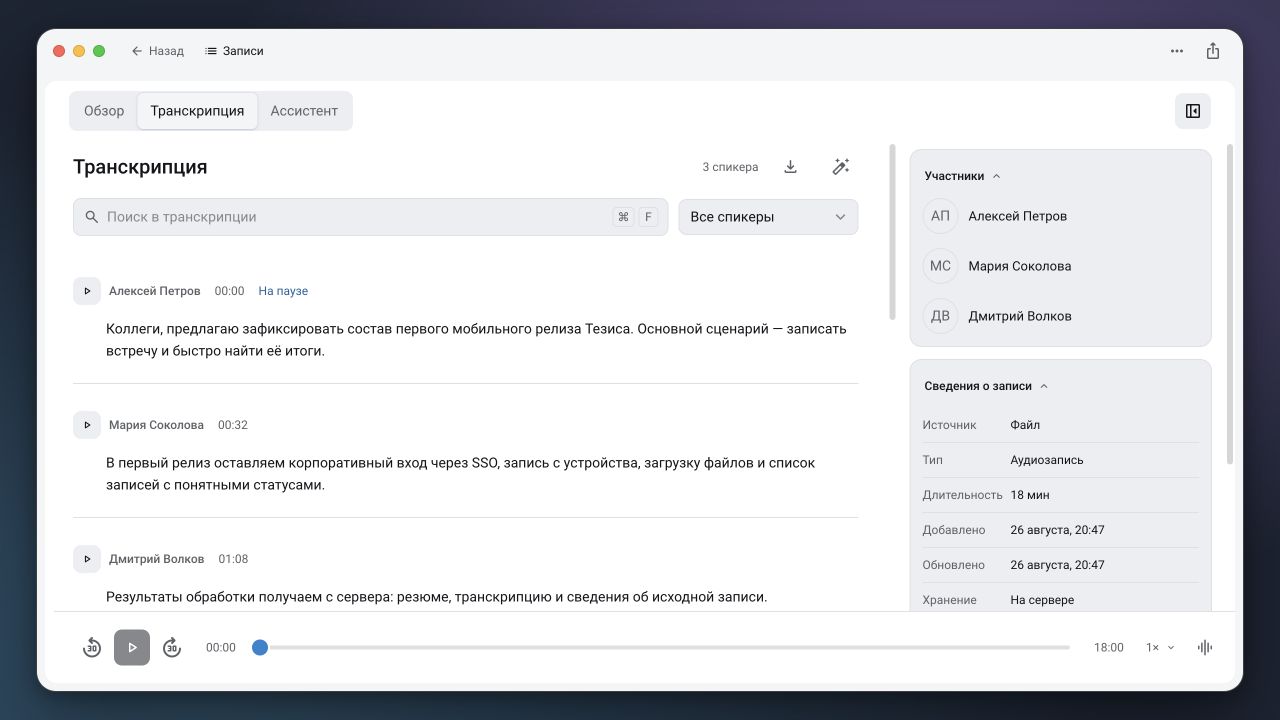 Назад
Записи
Обзор
Транскрипция
Ассистент
Транскрипция
3 спикера
Поиск в транскрипции
⌘ F
Все спикеры
Алексей Петров 00:00 На паузе
Коллеги, предлагаю зафиксировать состав первого мобильного релиза Тезиса. Основной сценарий — записать
встречу и быстро найти её итоги.
Мария Соколова 00:32
В первый релиз оставляем корпоративный вход через SSO, запись с устройства, загрузку файлов и список
записей с понятными статусами.
Дмитрий Волков 01:08
Результаты обработки получаем с сервера: резюме, транскрипцию и сведения об исходной записи.
Участники
АП Алексей Петров
МС Мария Соколова
ДВ Дмитрий Волков
Сведения о записи
Источник Файл
Тип Аудиозапись
Длительность 18 мин
Добавлено 26 августа, 20:47
Обновлено 26 августа, 20:47
Хранение На сервере
30
30
00:00
18:00
1×